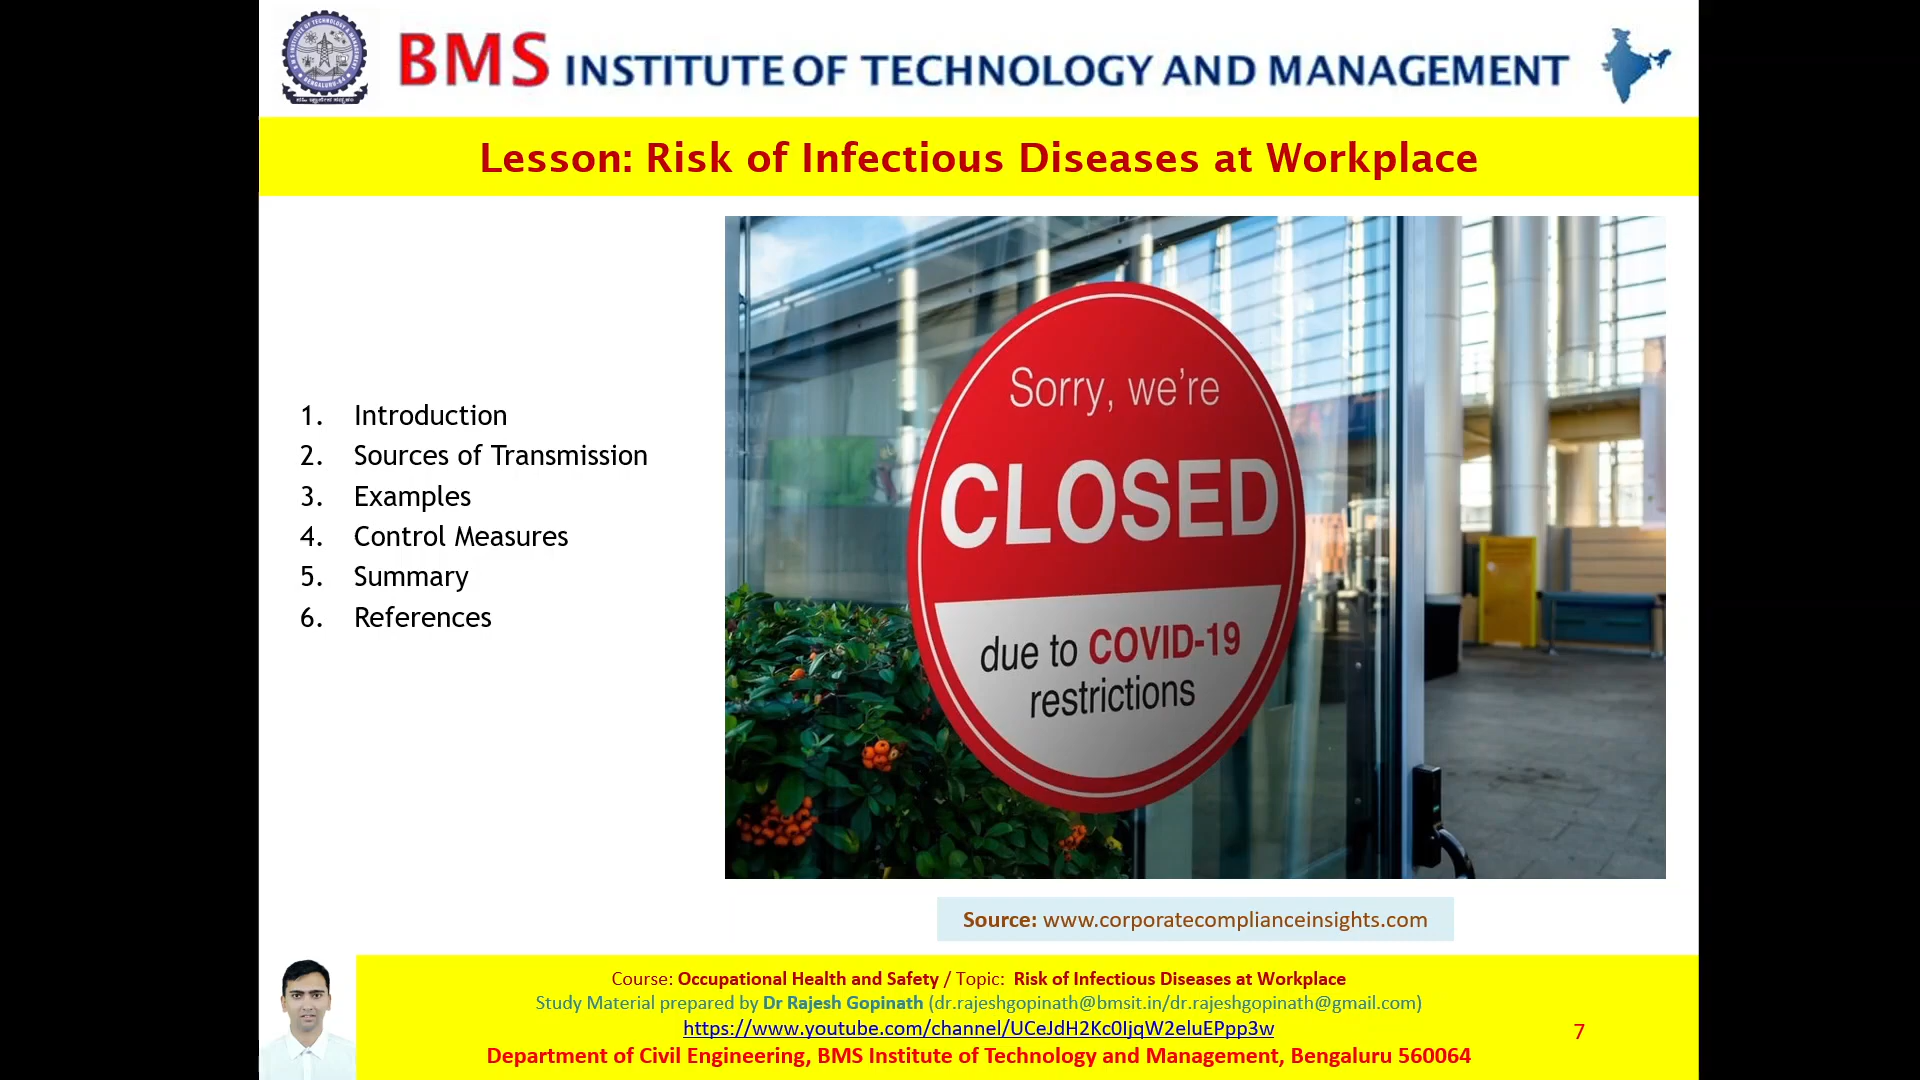 BMS INSTITUTE OF TECHNOLOGY AND MANAGEMENT
Lesson: Risk of Infectious Diseases at Workplace
1. Introduction
2. Sources of Transmission
3. Examples
4. Control Measures
5. Summary
6. References
Sorry, we're
CLOSED
due to COVID-19
restrictions
Source: www.corporatecomplianceinsights.com
Course: Occupational Health and Safety / Topic: Risk of Infectious Diseases at Workplace
Study Material prepared by Dr Rajesh Gopinath (dr.rajeshgopinath@bmsit.in/dr.rajeshgopinath@gmail.com)
https://www.youtube.com/channel/UCeJdH2Kc0IjqW2eluEPpp3w
7
Department of Civil Engineering, BMS Institute of Technology and Management, Bengaluru 560064